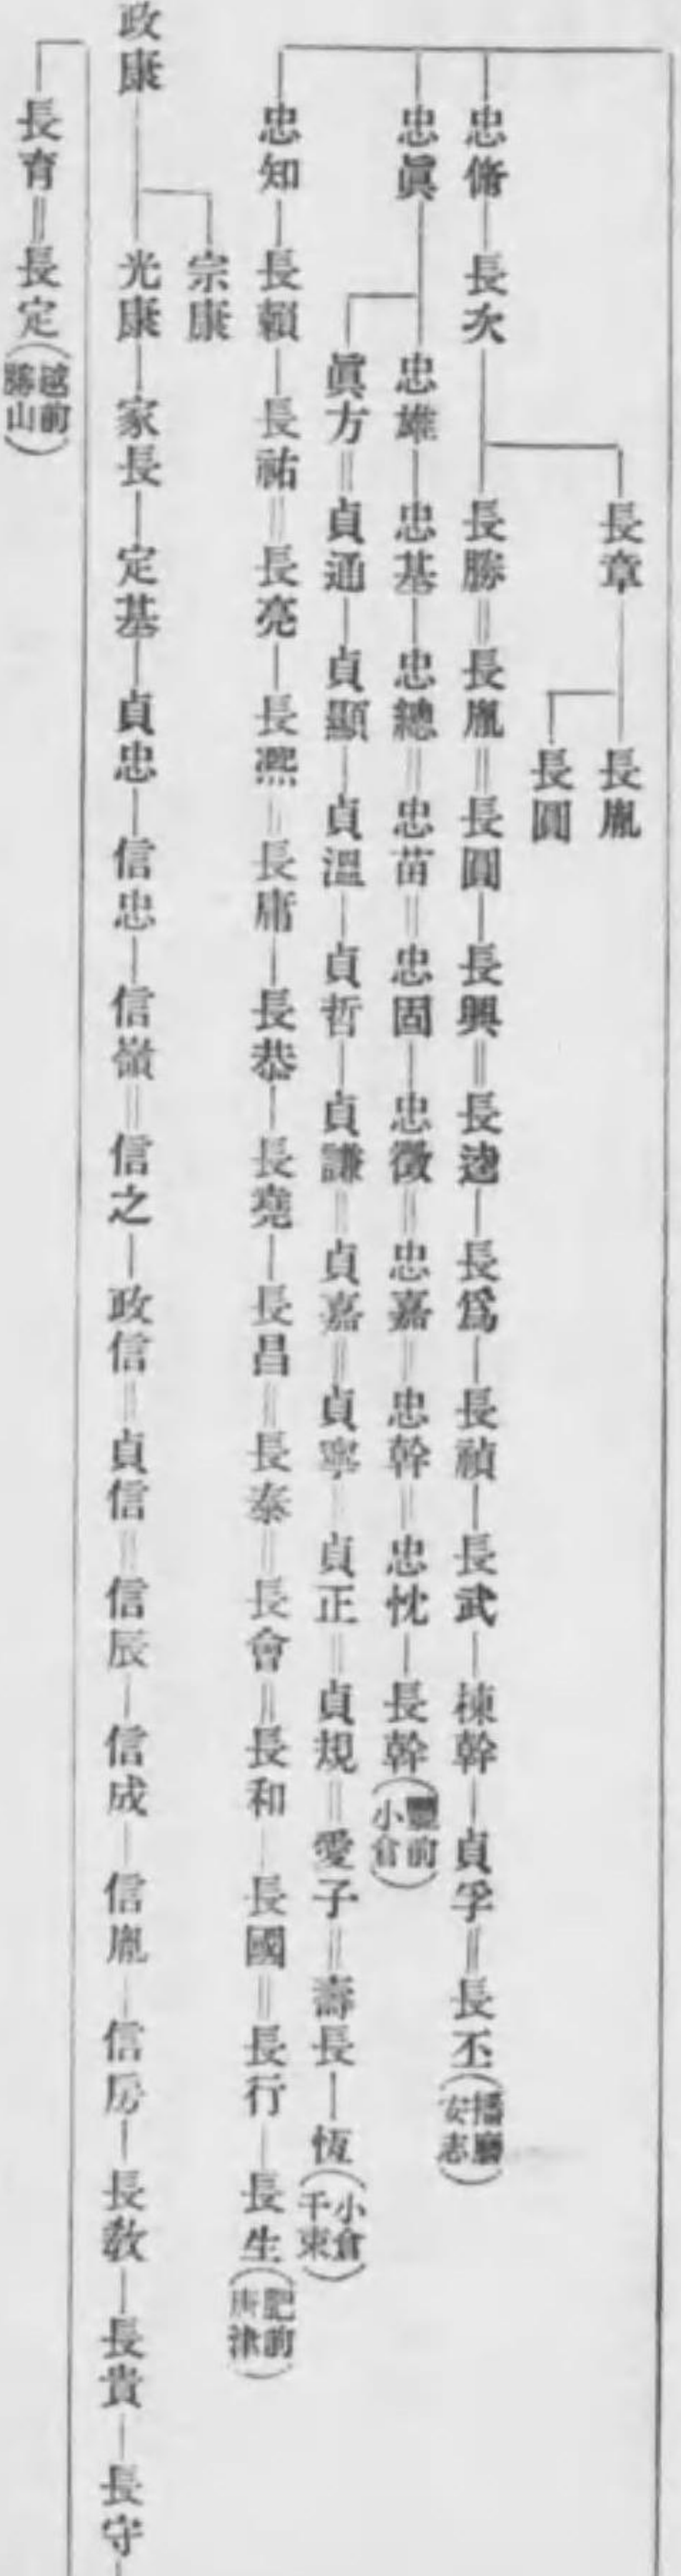 長章
長胤
長圓
忠脩―長次
長勝＝長胤＝長圓―長興＝長逵―長爲―長禎―長武―棟幹―貞孚＝長丕（播磨安志）
忠眞
忠雄―忠基―忠總＝忠苗＝忠固―忠徵＝忠嘉＝忠幹＝忠忱―長幹（豐前小倉）
眞方＝貞通―貞顯―貞溫―貞哲―貞謙＝貞嘉＝貞寧＝貞正＝貞規＝愛子＝壽長―恆（小倉千束）
忠知―長賴―長祐＝長亮―長凞＝長庸―長恭―長堯―長昌＝長泰＝長會＝長和―長國＝長行―長生（肥前唐津）
政康
宗康
光康―家長―定基―貞忠―信忠―信嶺＝信之―政信＝貞信＝信辰―信成―信胤―信房―長敎―長貴―長守―
長育＝長定（越前勝山）